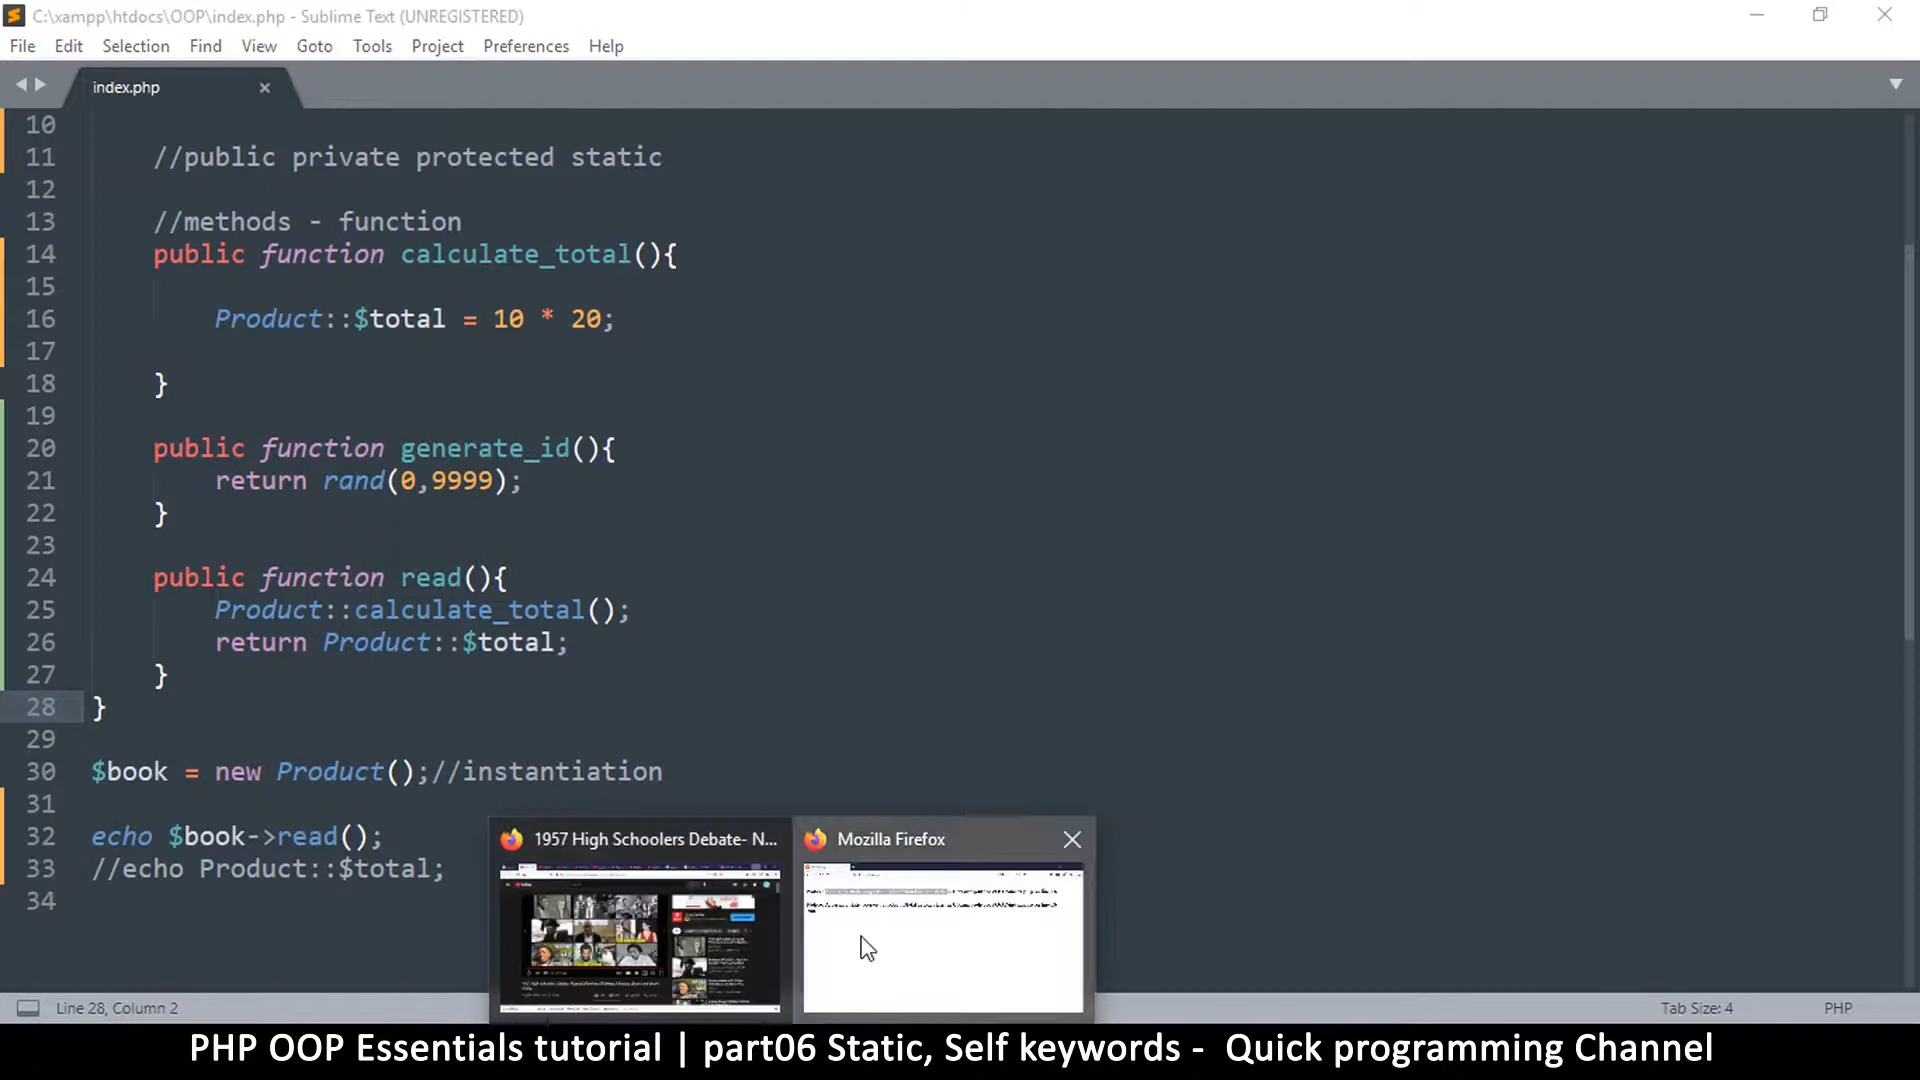 C:\xampp\htdocs\OOP\index.php - Sublime Text (UNREGISTERED)
File Edit Selection Find View Goto Tools Project Preferences Help
index.php
10
11 //public private protected static
12
13 //methods - function
14 public function calculate_total(){
15
16 Product::$total = 10 * 20;
17
18 }
19
20 public function generate_id(){
21 return rand(0,9999);
22 }
23
24 public function read(){
25 Product::calculate_total();
26 return Product::$total;
27 }
28 }
29
30 $book = new Product();//instantiation
31
32 echo $book->read();
33 //echo Product::$total;
34
1957 High Schoolers Debate- N...
Mozilla Firefox
Line 28, Column 2
Tab Size: 4
PHP
PHP OOP Essentials tutorial | part06 Static, Self keywords - Quick programming Channel